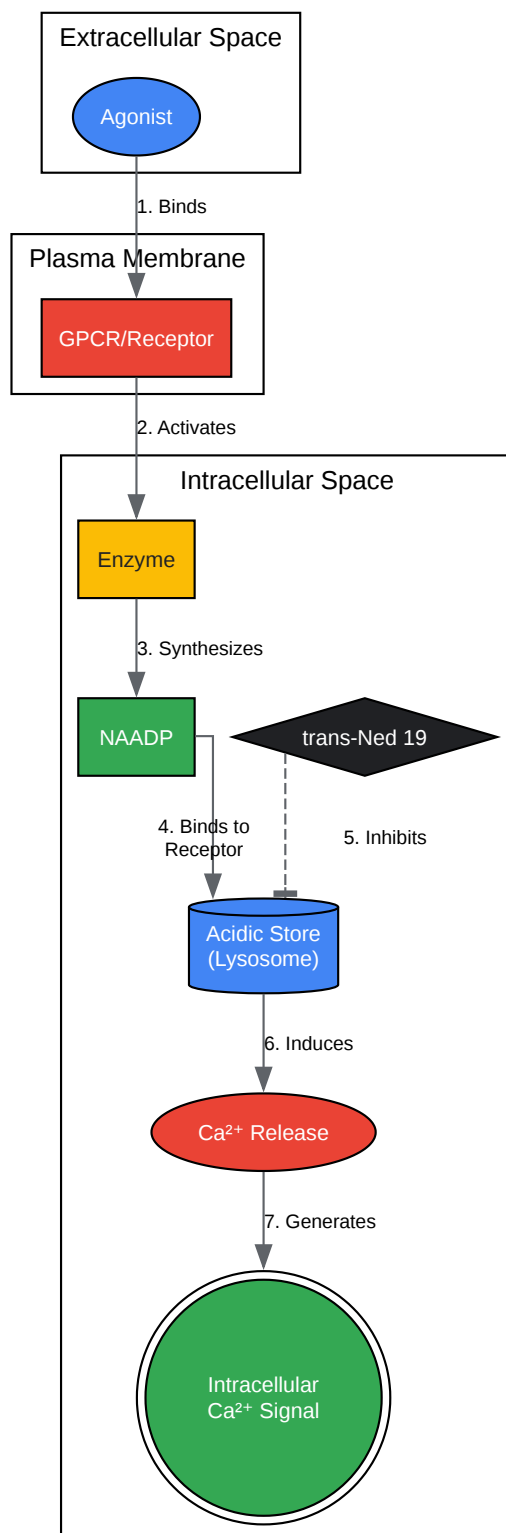 Extracellular Space
Agonist
1. Binds
Plasma Membrane
GPCR/Receptor
2. Activates
Intracellular Space
Enzyme
3. Synthesizes
NAADP
trans-Ned 19
4. Binds to
Receptor
5. Inhibits
Acidic Store
(Lysosome)
6. Induces
Ca²⁺ Release
7. Generates
Intracellular
Ca²⁺ Signal